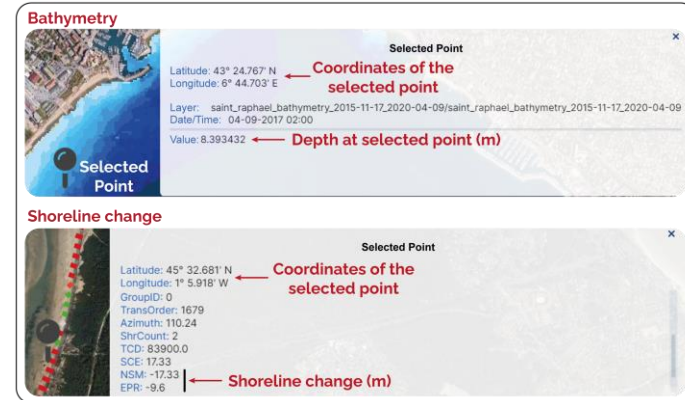 Bathymetry
×
Selected Point
Latitude: 43° 24.767' N
Longitude: 6° 44.703' E
Coordinates of the
selected point
Layer: saint_raphael_bathymetry_2015-11-17_2020-04-09/saint_raphael_bathymetry_2015-11-17_2020-04-09
Date/Time: 04-09-2017 02:00
Value: 8.393432
Depth at selected point (m)
Selected
Point
Shoreline change
×
Selected Point
Latitude: 45° 32.681' N
Longitude: 1° 5.918' W
Coordinates of the
selected point
GroupID: 0
TransOrder: 1679
Azimuth: 110.24
ShrCount: 2
TCD: 83900.0
SCE: 17.33
NSM: -17.33
EPR: -9.6
Shoreline change (m)